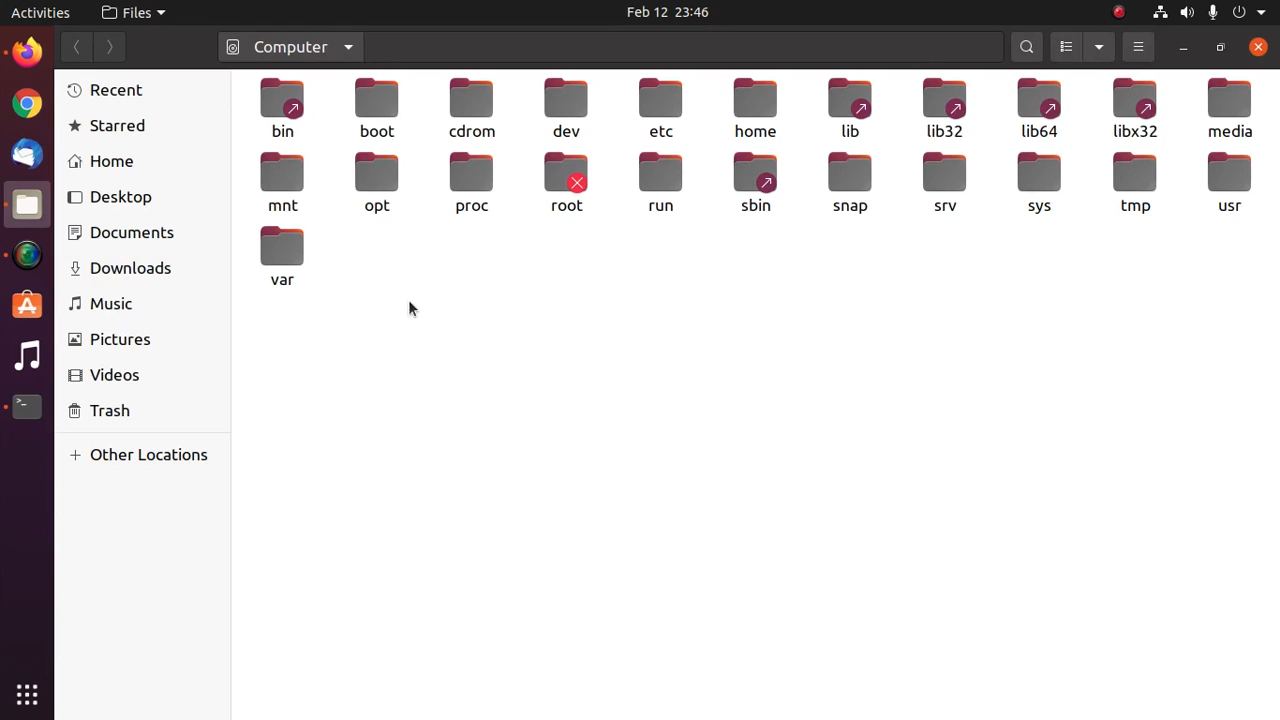 Activities Files Feb 12 23:46
Computer
Recent
Starred
Home
Desktop
Documents
Downloads
Music
Pictures
Videos
Trash
Other Locations
bin boot cdrom dev etc home lib lib32 lib64 libx32 media
mnt opt proc root run sbin snap srv sys tmp usr
var